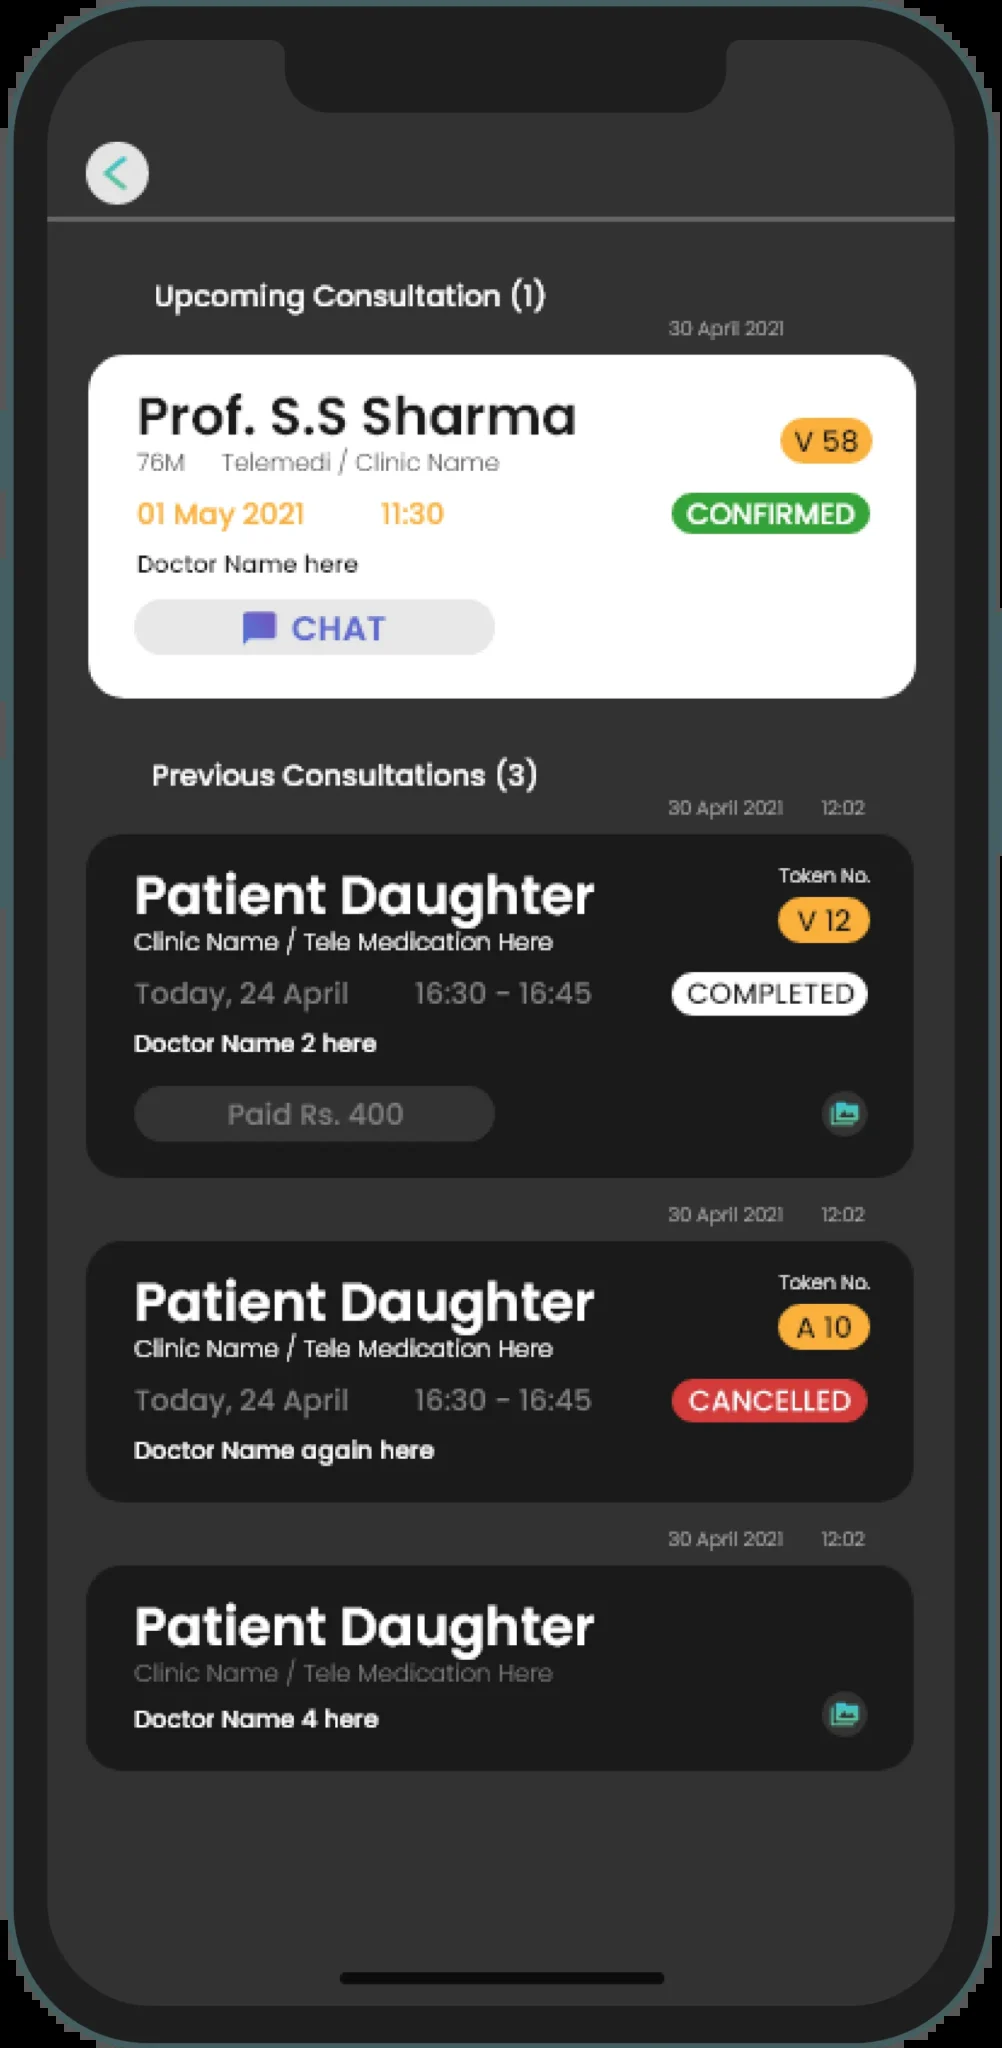 Upcoming Consultation (1)
30 April 2021
Prof. S.S Sharma
V 58
76M Telemedi / Clinic Name
01 May 2021 11:30 CONFIRMED
Doctor Name here
CHAT
Previous Consultations (3)
30 April 2021 12:02
Token No.
Patient Daughter
V 12
Clinic Name / Tele Medication Here
Today, 24 April 16:30 - 16:45 COMPLETED
Doctor Name 2 here
Paid Rs. 400
30 April 2021 12:02
Token No.
Patient Daughter
A 10
Clinic Name / Tele Medication Here
Today, 24 April 16:30 - 16:45 CANCELLED
Doctor Name again here
30 April 2021 12:02
Patient Daughter
Clinic Name / Tele Medication Here
Doctor Name 4 here